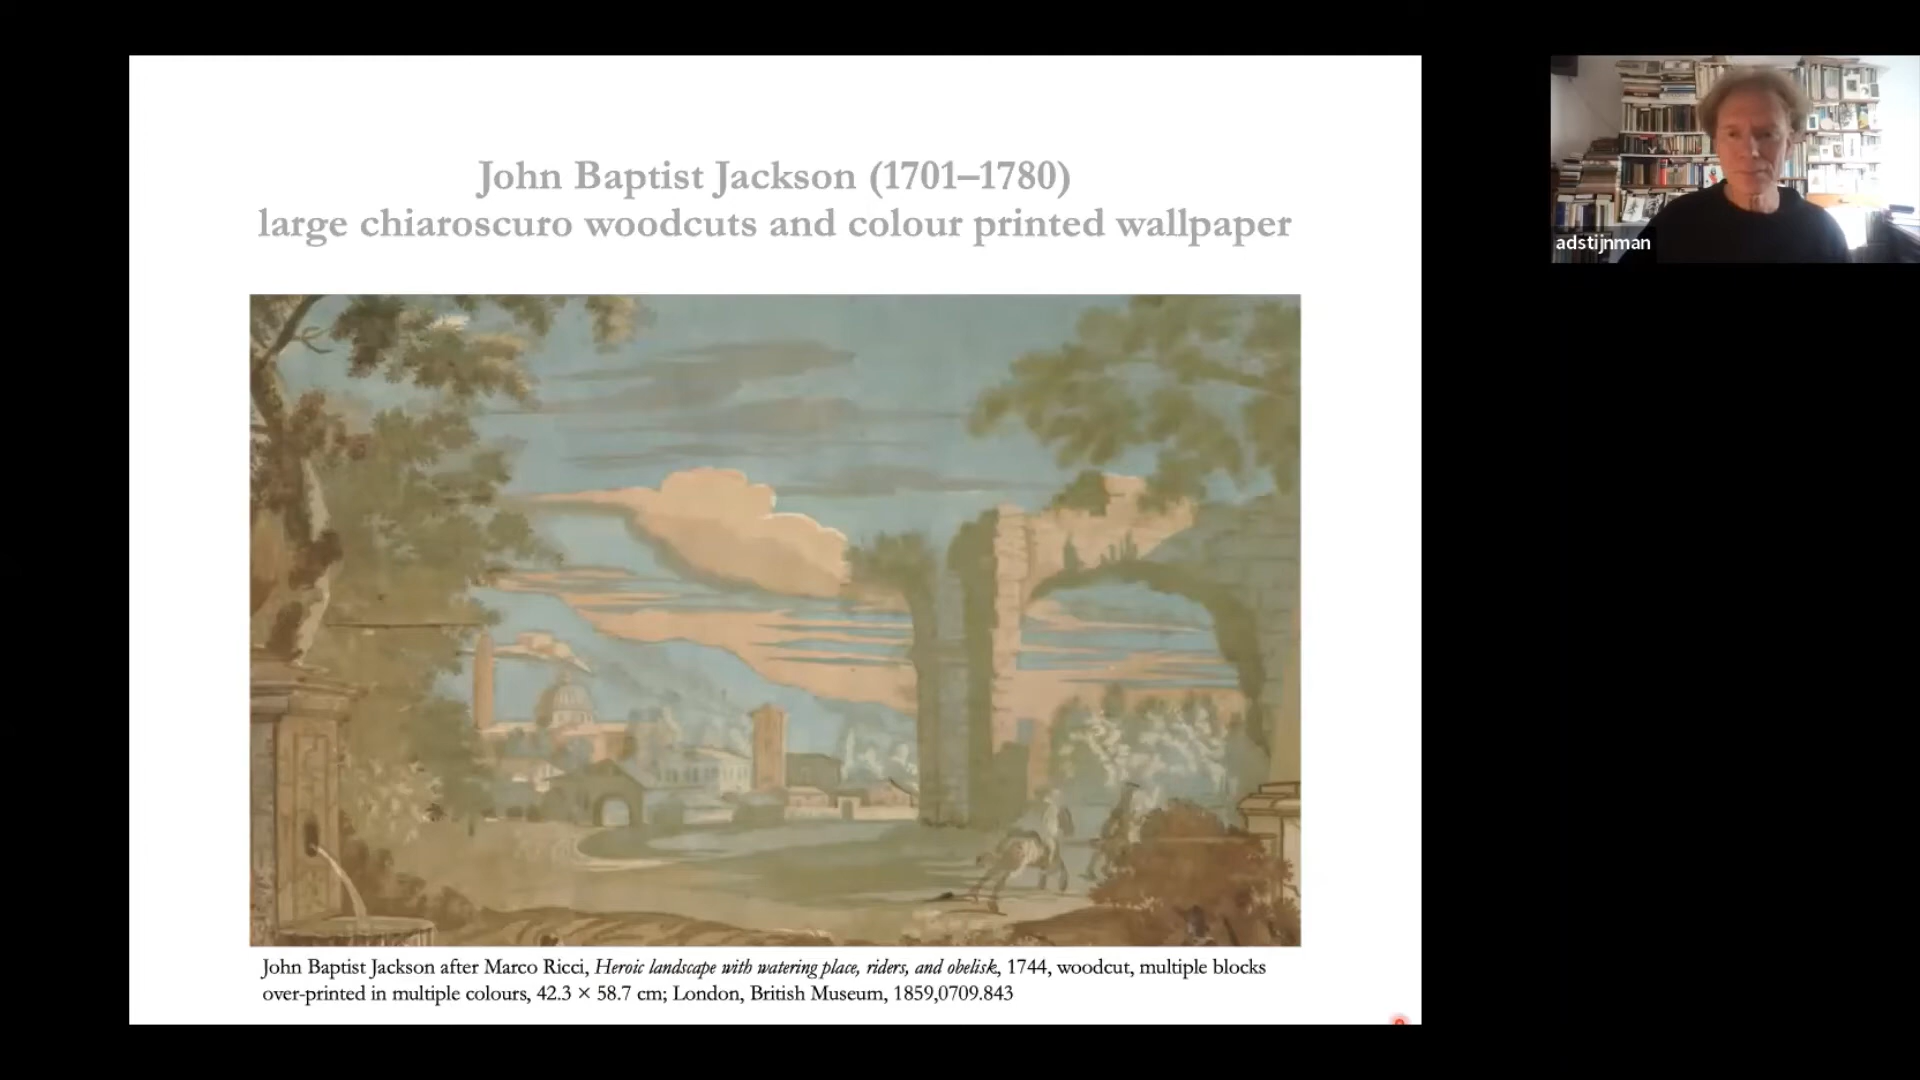 John Baptist Jackson (1701–1780)
large chiaroscuro woodcuts and colour printed wallpaper
adstijnman
John Baptist Jackson after Marco Ricci, Heroic landscape with watering place, riders, and obelisk, 1744, woodcut, multiple blocks
over-printed in multiple colours, 42.3 × 58.7 cm; London, British Museum, 1859,0709.843